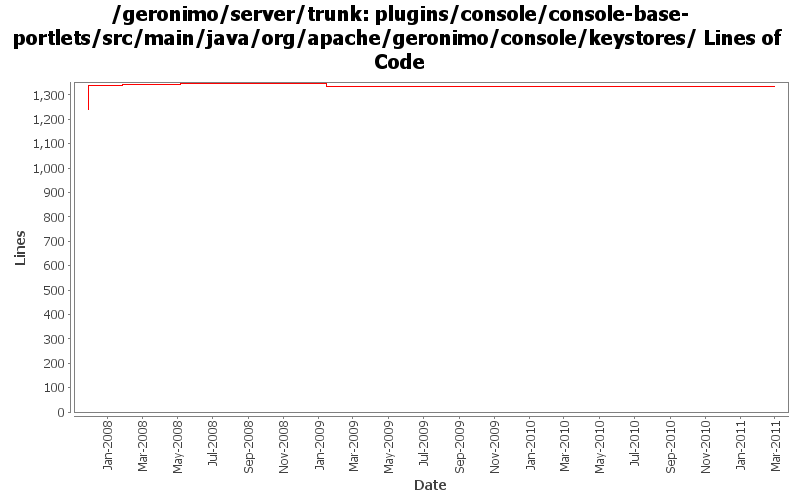 /geronimo/server/trunk: plugins/console/console-base-
portlets/src/main/java/org/apache/geronimo/console/keystores/ Lines of
Code
1,300
1,200
1,100
1,000
900
800
700
600
500
400
300
200
100
0
Lines
Jan-2008
Mar-2008
May-2008
Jul-2008
Sep-2008
Nov-2008
Jan-2009
Mar-2009
May-2009
Jul-2009
Sep-2009
Nov-2009
Jan-2010
Mar-2010
May-2010
Jul-2010
Sep-2010
Nov-2010
Jan-2011
Mar-2011
Date